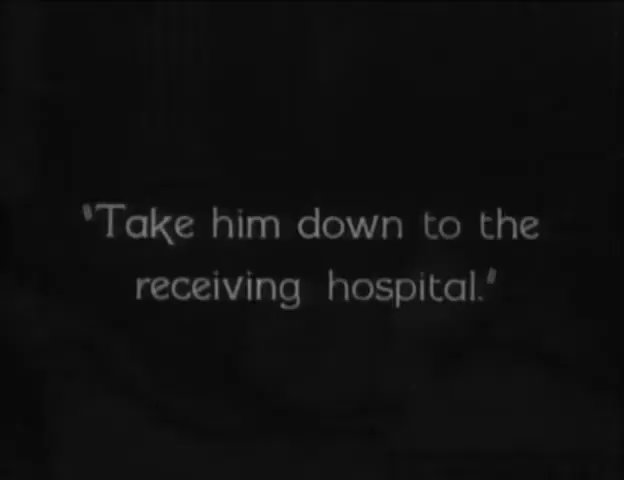 "Take him down to the
receiving hospital."